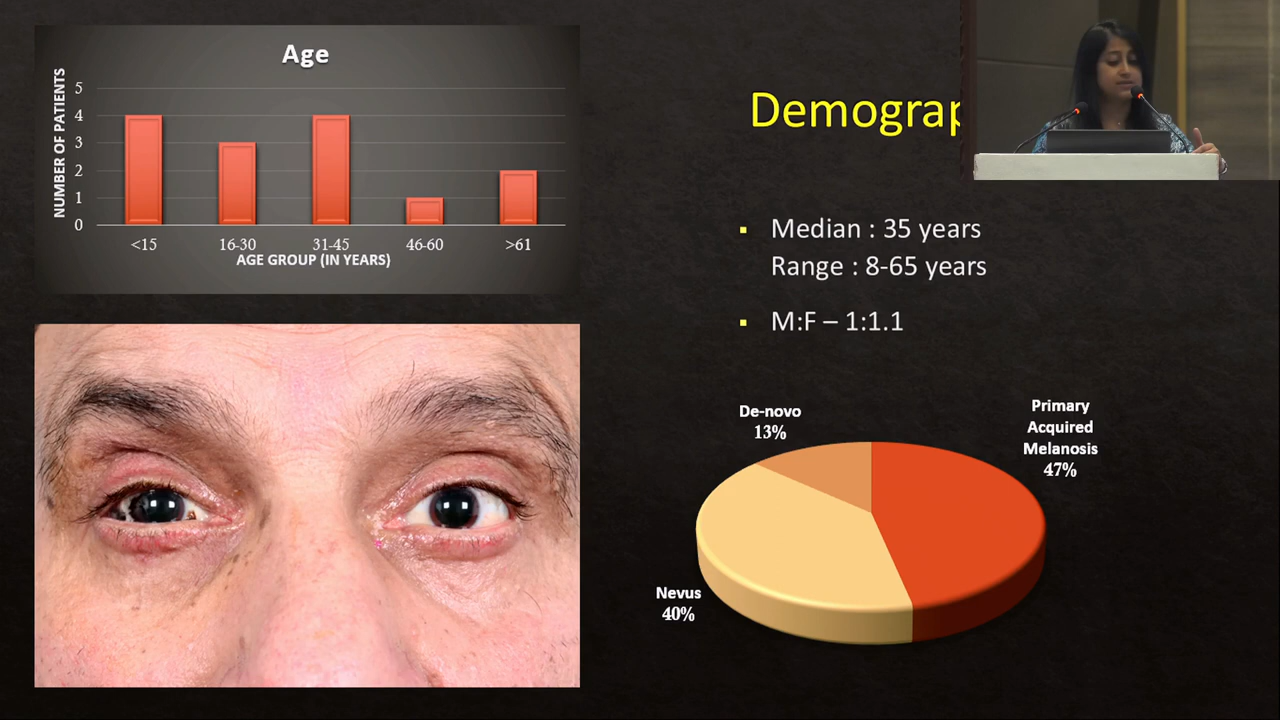 Age
NUMBER OF PATIENTS
5
4
3
2
1
0
<15 16-30 31-45 46-60 >61
AGE GROUP (IN YEARS)
▪ Median : 35 years
Range : 8-65 years
▪ M:F – 1:1.1
De-novo
13%
Primary
Acquired
Melanosis
47%
Nevus
40%